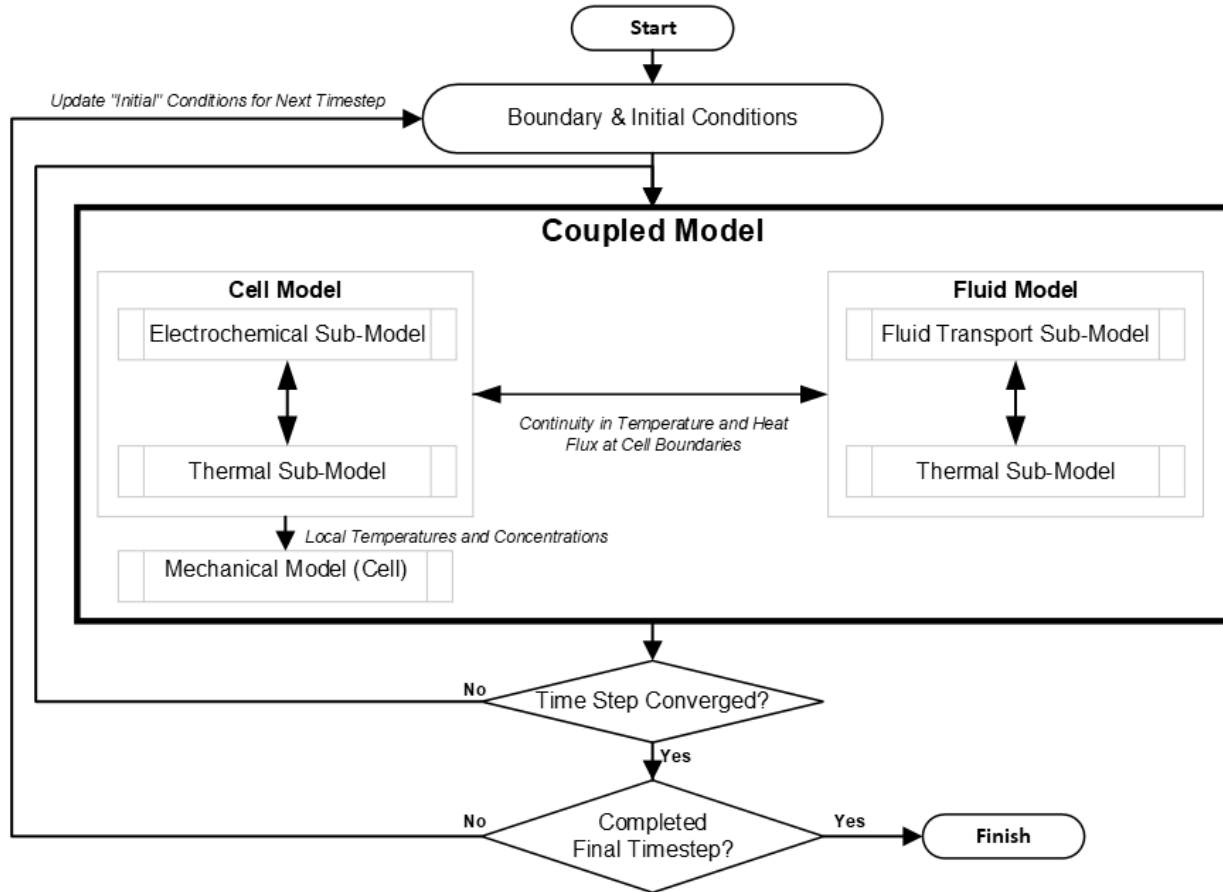 Start
Update "Initial" Conditions for Next Timestep
Boundary & Initial Conditions
Coupled Model
Cell Model
Electrochemical Sub-Model
Thermal Sub-Model
Local Temperatures and Concentrations
Mechanical Model (Cell)
Continuity in Temperature and Heat
Flux at Cell Boundaries
Fluid Model
Fluid Transport Sub-Model
Thermal Sub-Model
No
Time Step Converged?
Yes
No
Completed
Final Timestep?
Yes
Finish